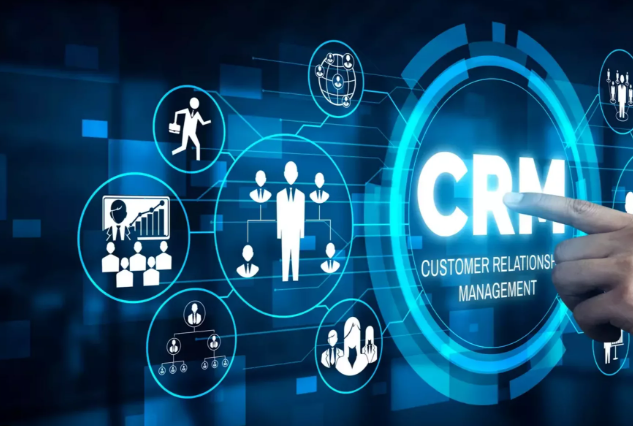 CRM
CUSTOMER RELATIONSH
MANAGEMENT